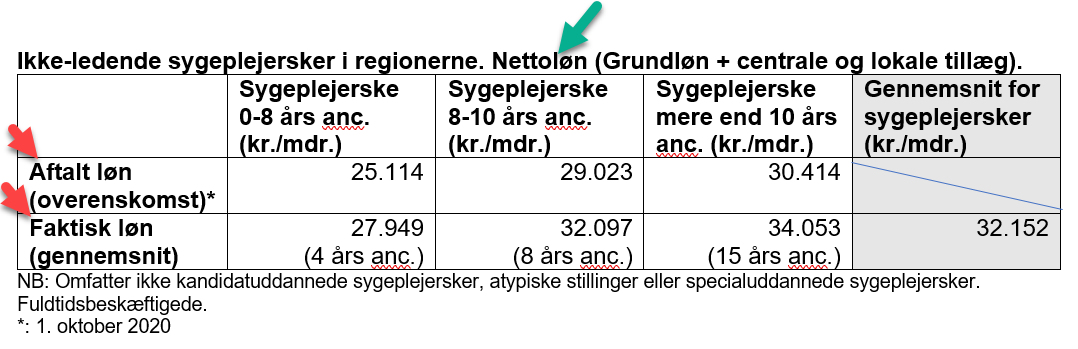 Ikke-ledende sygeplejersker i regionerne. Nettoløn (Grundløn + centrale og lokale tillæg).
Sygeplejerske 0-8 års anc. (kr./mdr.) Sygeplejerske 8-10 års anc. (kr./mdr.) Sygeplejerske mere end 10 års anc. (kr./mdr.) Gennemsnit for sygeplejersker (kr./mdr.)
Aftalt løn (overenskomst)* 25.114 29.023 30.414
Faktisk løn (gennemsnit) 27.949 (4 års anc.) 32.097 (8 års anc.) 34.053 (15 års anc.) 32.152
NB: Omfatter ikke kandidatuddannede sygeplejersker, atypiske stillinger eller specialuddannede sygeplejersker.
Fuldtidsbeskæftigede.
*: 1. oktober 2020